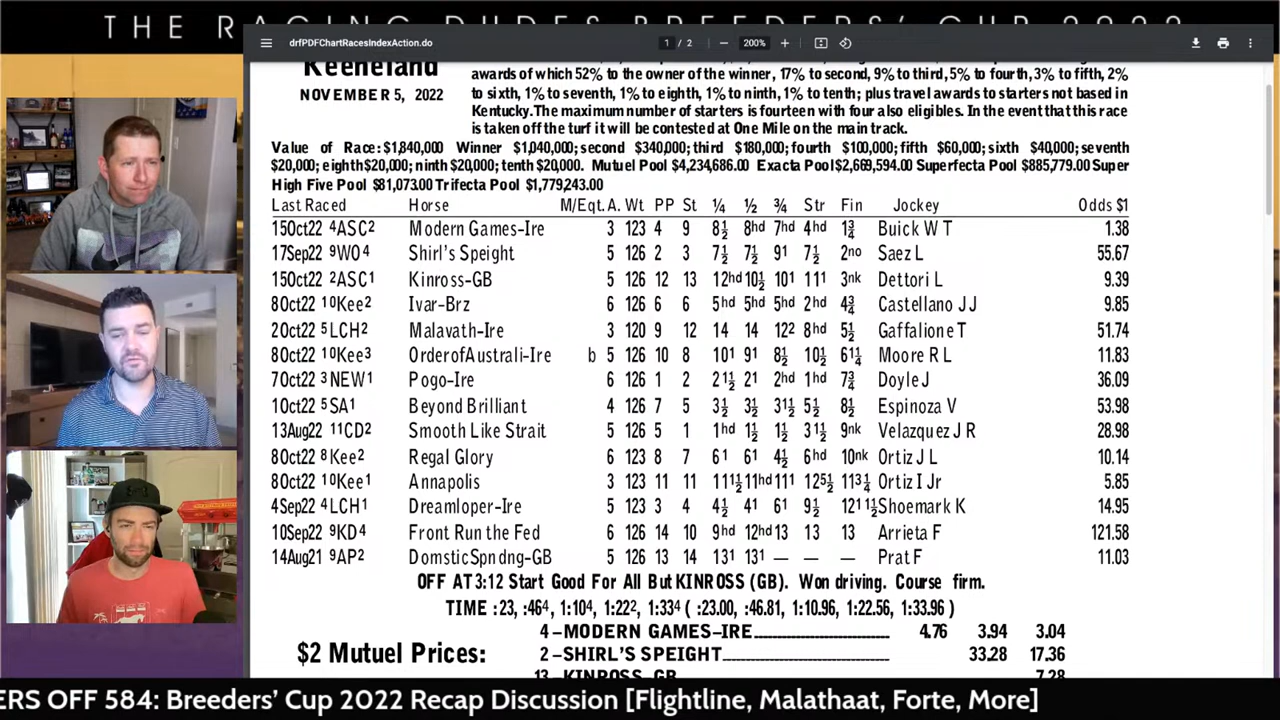 THE RACING DUDES BREEDERS' CUP 2022
drfPDFChartRacesIndexAction.do
1 / 2
200%
Keeneland
NOVEMBER 5, 2022
awards of which 52% to the owner of the winner, 17% to second, 9% to third, 5% to fourth, 3% to fifth, 2%
to sixth, 1% to seventh, 1% to eighth, 1% to ninth, 1% to tenth; plus travel awards to starters not based in
Kentucky. The maximum number of starters is fourteen with four also eligibles. In the event that this race
is taken off the turf it will be contested at One Mile on the main track.
Value of Race: $1,840,000 Winner $1,040,000; second $340,000; third $180,000; fourth $100,000; fifth $60,000; sixth $40,000; seventh
$20,000; eighth $20,000; ninth $20,000; tenth $20,000. Mutuel Pool $4,234,686.00 Exacta Pool $2,669,594.00 Superfecta Pool $885,779.00 Super
High Five Pool $81,073.00 Trifecta Pool $1,779,243.00
Last Raced Horse M/Eqt. A. Wt PP St ¼ ½ ¾ Str Fin Jockey Odds $1
15Oct22 4ASC2 Modern Games-Ire 3 123 4 9 8½ 8hd 7hd 4hd 1¾ Buick W T 1.38
17Sep22 9WO4 Shirl's Speight 5 126 2 3 7½ 7½ 91 7½ 2no Saez L 55.67
15Oct22 2ASC1 Kinross-GB 5 126 12 13 12hd 10½ 101 111 3nk Dettori L 9.39
8Oct22 10Kee2 Ivar-Brz 6 126 6 6 5hd 5hd 5hd 2hd 4¾ Castellano J J 9.85
2Oct22 5LCH2 Malavath-Ire 3 120 9 12 14 14 122 8hd 5½ Gaffalione T 51.74
8Oct22 10Kee3 OrderofAustrali-Ire b 5 126 10 8 101 91 8½ 10½ 61¼ Moore R L 11.83
7Oct22 3NEW1 Pogo-Ire 6 126 1 2 21½ 21 2hd 1hd 7¾ Doyle J 36.09
1Oct22 5SA1 Beyond Brilliant 4 126 7 5 3½ 3½ 31½ 5½ 8½ Espinoza V 53.98
13Aug22 11CD2 Smooth Like Strait 5 126 5 1 1hd 1½ 1½ 31½ 9nk Velazquez J R 28.98
8Oct22 8Kee2 Regal Glory 6 123 8 7 61 61 4½ 6hd 10nk Ortiz J L 10.14
8Oct22 10Kee1 Annapolis 3 123 11 11 111½ 11hd 111 125½ 113¼ Ortiz I Jr 5.85
4Sep22 4LCH1 Dreamloper-Ire 5 123 3 4 4½ 41 61 9½ 1211½ Shoemark K 14.95
10Sep22 9KD4 Front Run the Fed 6 126 14 10 9hd 12hd 13 13 13 Arrieta F 121.58
14Aug21 9AP2 DomsticSpndng-GB 5 126 13 14 131 131 — — — Prat F 11.03
OFF AT 3:12 Start Good For All But KINROSS (GB). Won driving. Course firm.
TIME :23, :464, 1:104, 1:222, 1:334 ( :23.00, :46.81, 1:10.96, 1:22.56, 1:33.96 )
4 –MODERN GAMES–IRE 4.76 3.94 3.04
$2 Mutuel Prices: 2 –SHIRL'S SPEIGHT 33.28 17.36
13 –KINROSS GB 7.28
ERS OFF 584: Breeders' Cup 2022 Recap Discussion [Flightline, Malathaat, Forte, More]